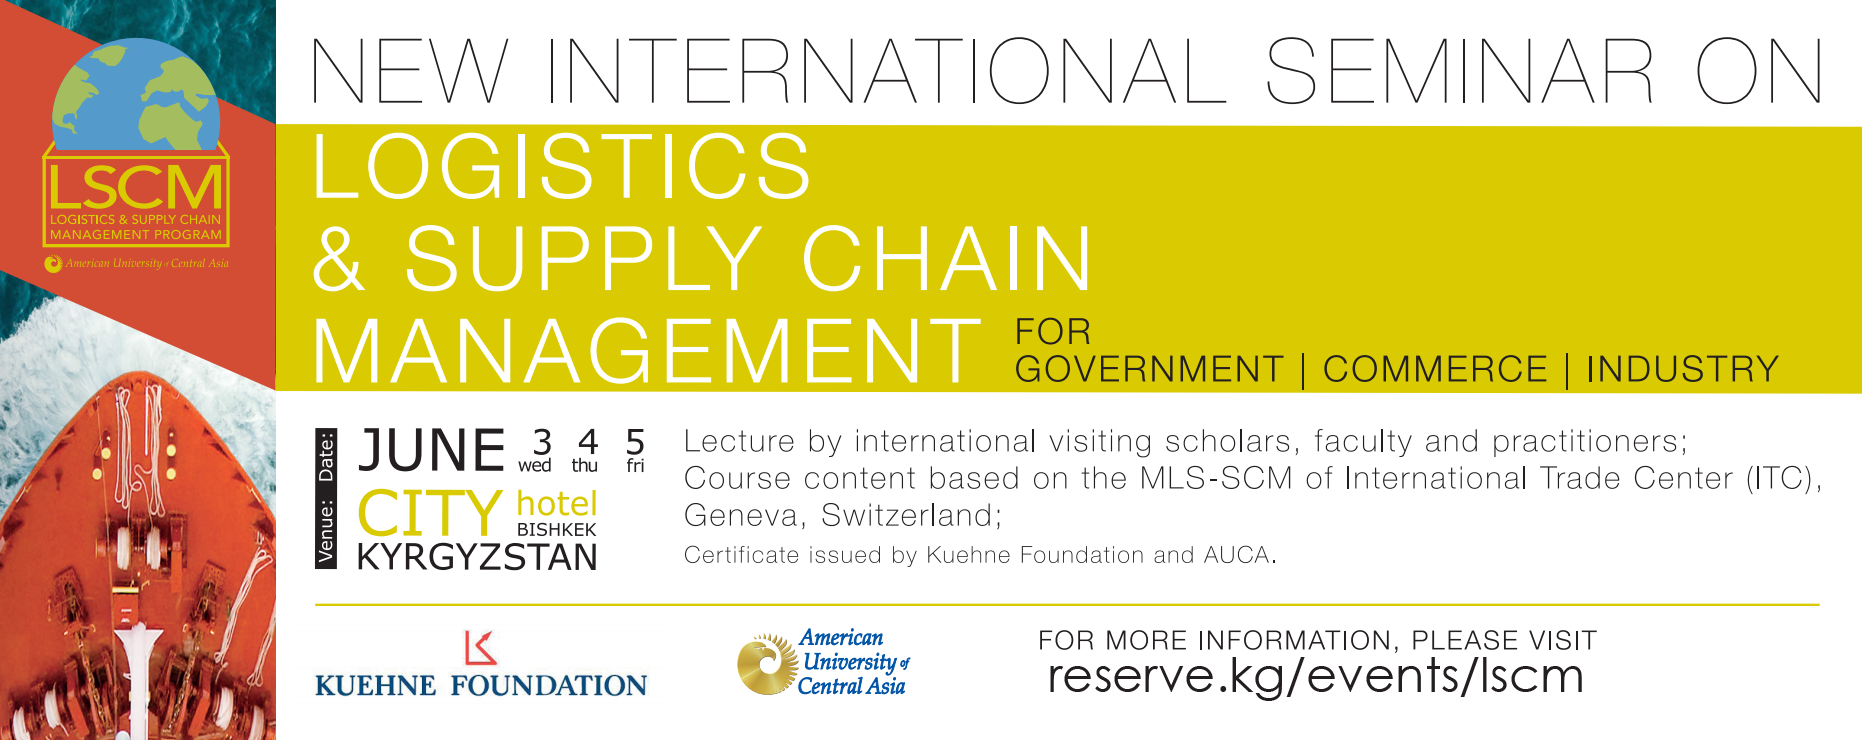 LSCM
LOGISTICS & SUPPLY CHAIN
MANAGEMENT PROGRAM
American University of Central Asia
NEW INTERNATIONAL SEMINAR ON
LOGISTICS
& SUPPLY CHAIN
MANAGEMENT
FOR
GOVERNMENT | COMMERCE | INDUSTRY
Date:
JUNE 3 4 5
wed thu fri
Venue:
CITY hotel
BISHKEK
KYRGYZSTAN
Lecture by international visiting scholars, faculty and practitioners;
Course content based on the MLS-SCM of International Trade Center (ITC),
Geneva, Switzerland;
Certificate issued by Kuehne Foundation and AUCA.
KUEHNE FOUNDATION
American
University of
Central Asia
FOR MORE INFORMATION, PLEASE VISIT
reserve.kg/events/lscm